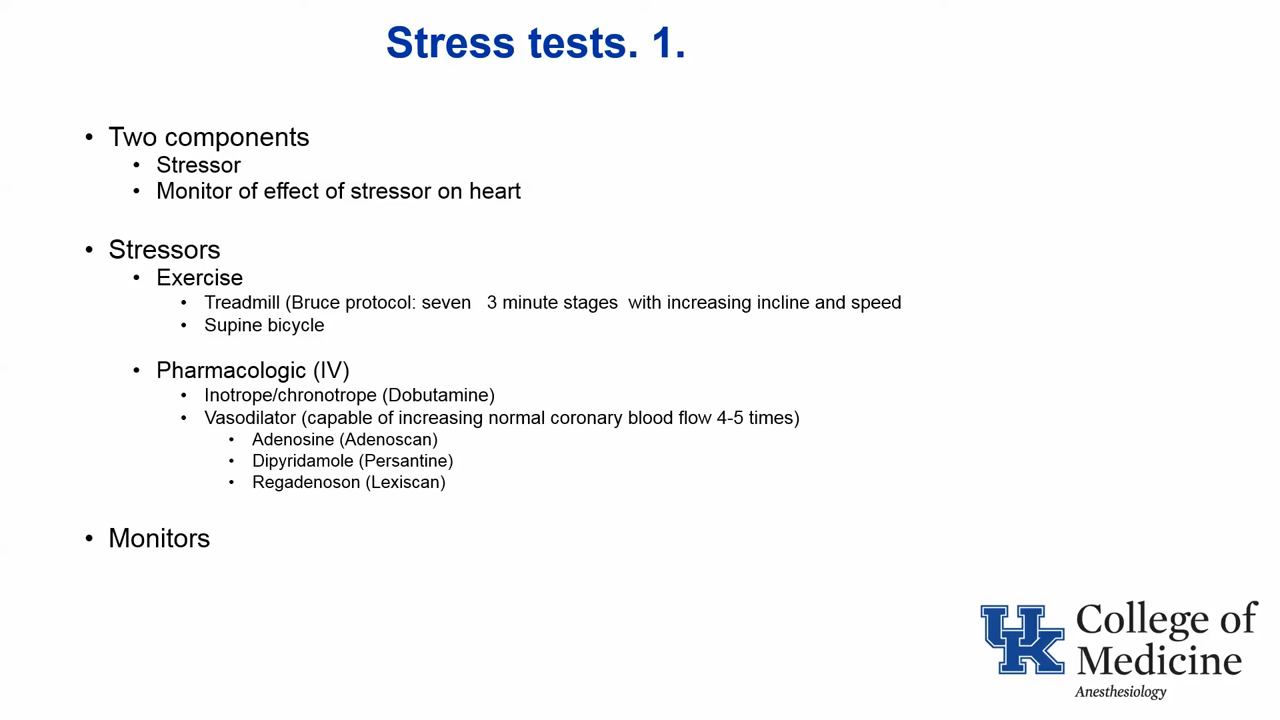 Stress tests. 1.
• Two components
• Stressor
• Monitor of effect of stressor on heart
• Stressors
• Exercise
• Treadmill (Bruce protocol: seven   3 minute stages  with increasing incline and speed
• Supine bicycle
• Pharmacologic (IV)
• Inotrope/chronotrope (Dobutamine)
• Vasodilator (capable of increasing normal coronary blood flow 4-5 times)
• Adenosine (Adenoscan)
• Dipyridamole (Persantine)
• Regadenoson (Lexiscan)
• Monitors
UK
College of
Medicine
Anesthesiology